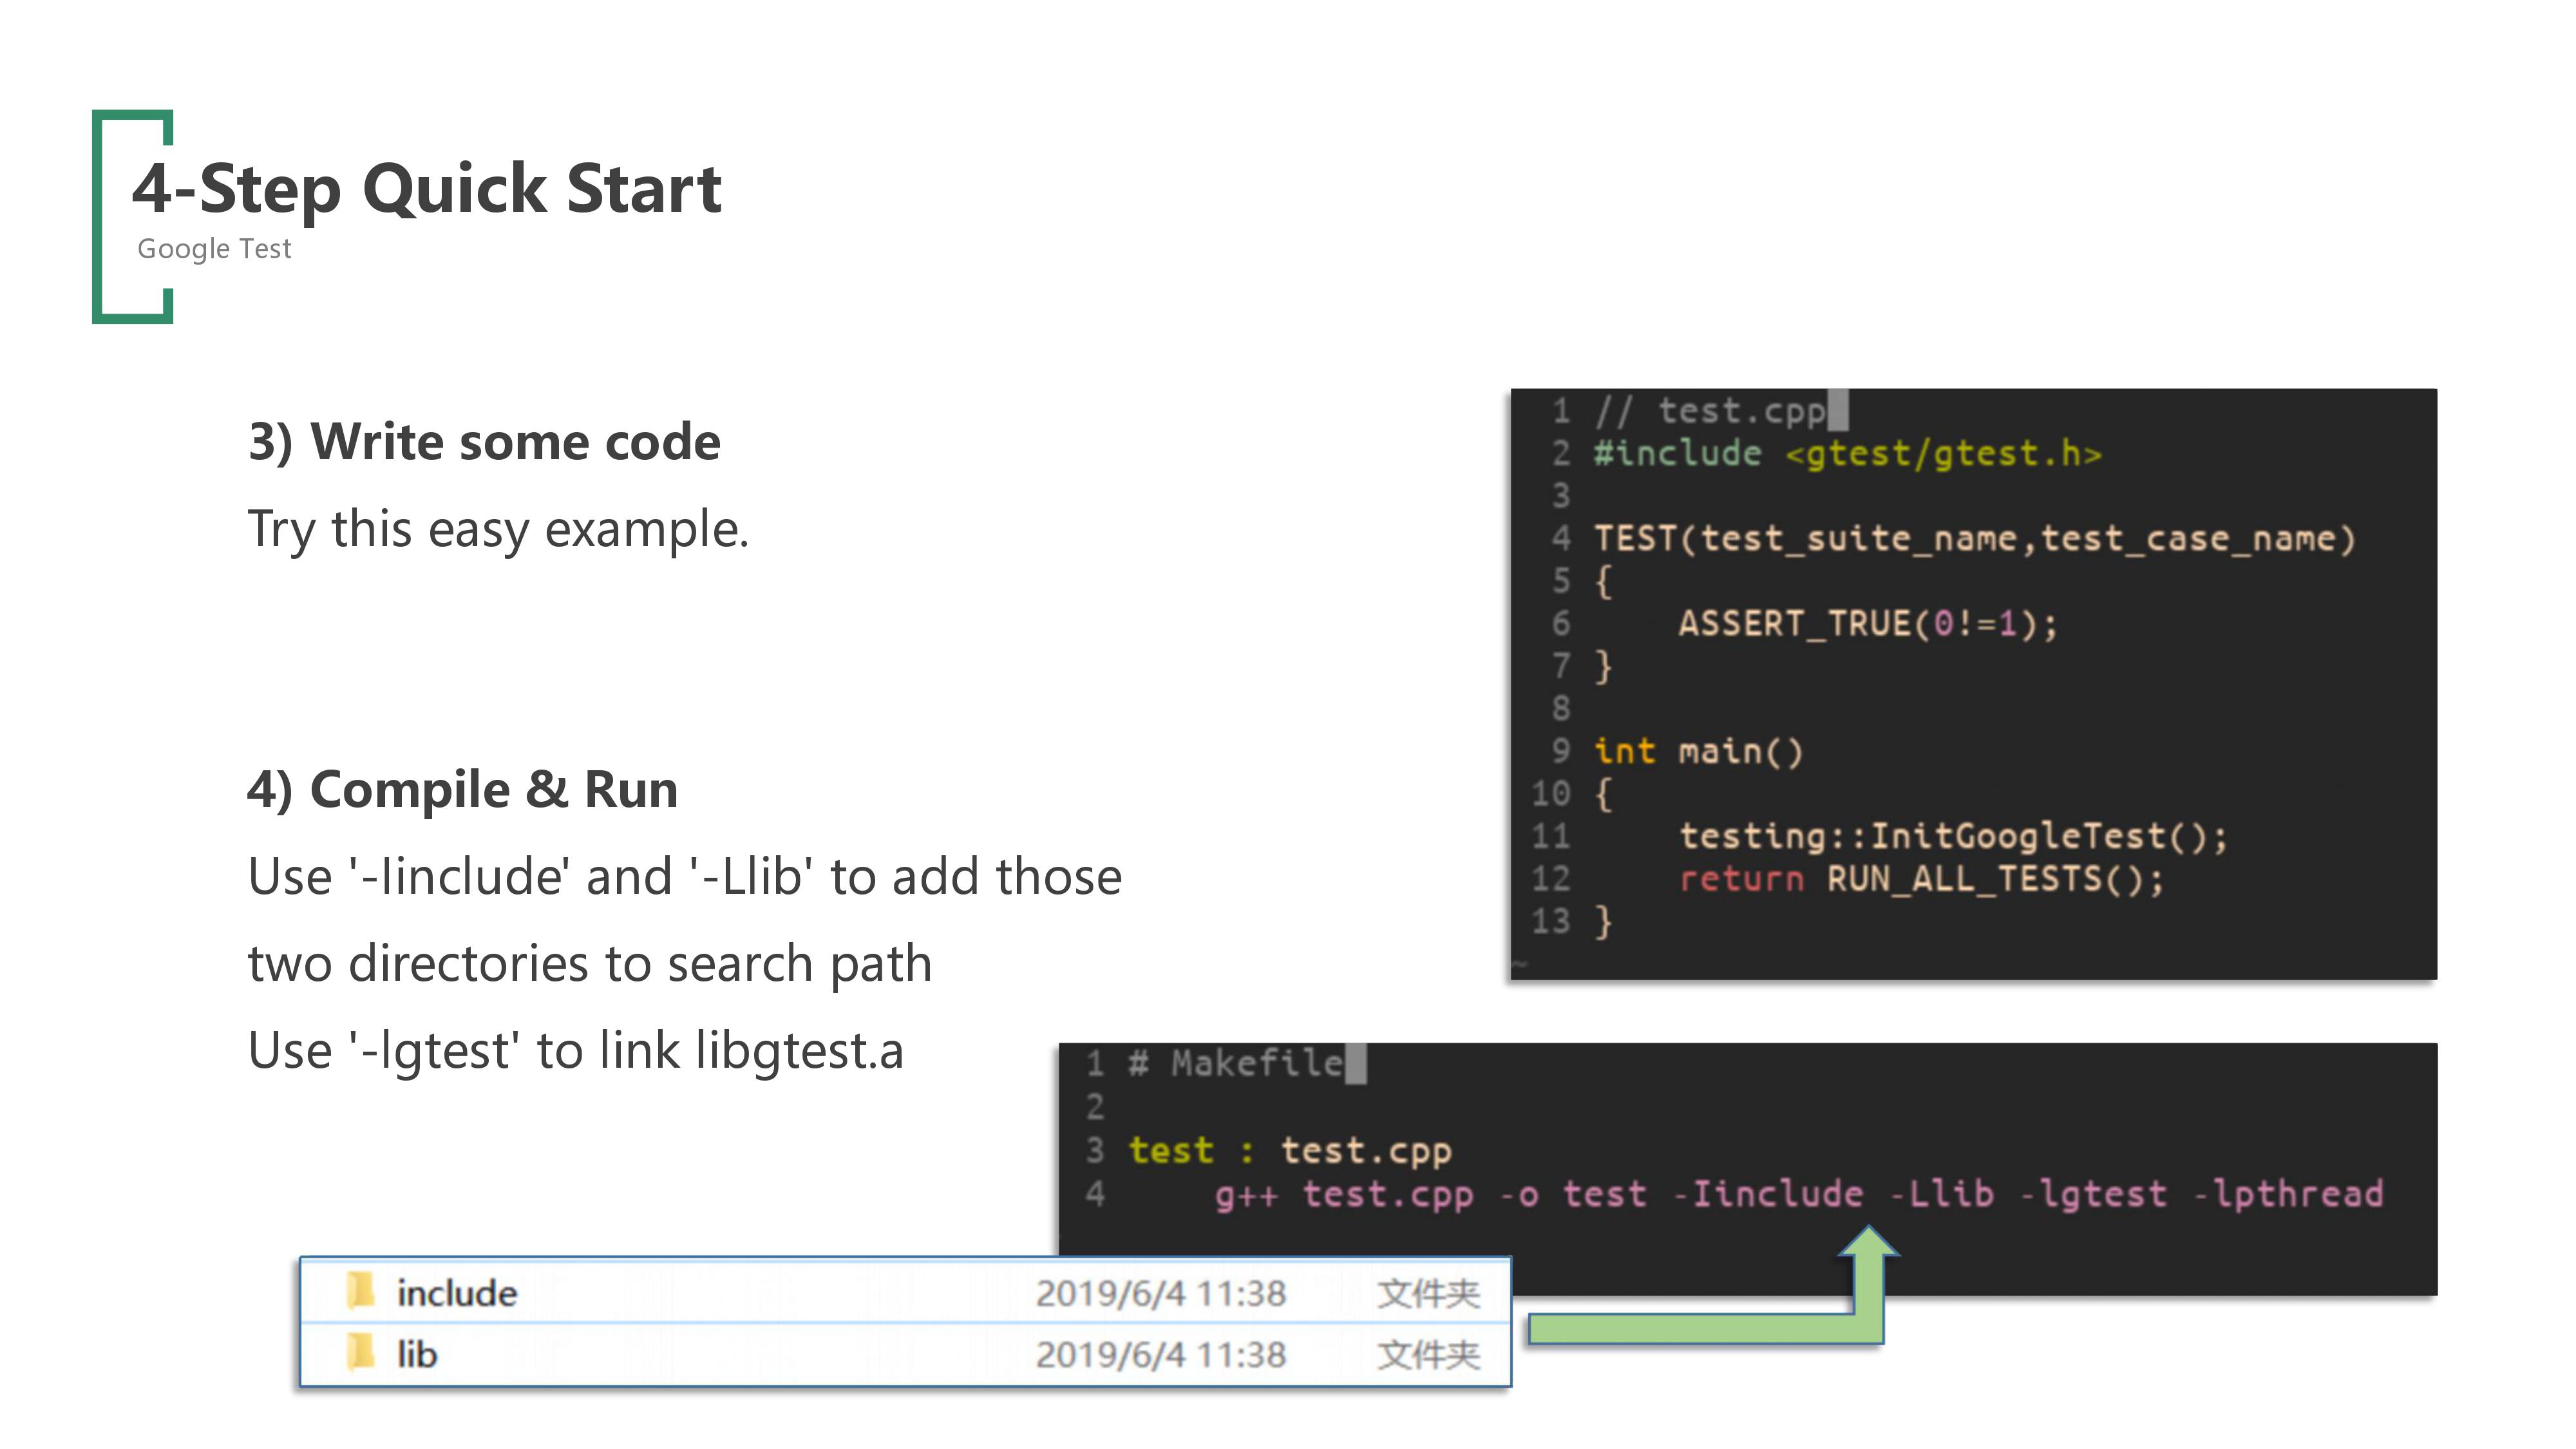 4-Step Quick Start
Google Test
3) Write some code
Try this easy example.
4) Compile & Run
Use '-Iinclude' and '-Llib' to add those
two directories to search path
Use '-lgtest' to link libgtest.a
1 // test.cpp
2 #include <gtest/gtest.h>
3
4 TEST(test_suite_name,test_case_name)
5 {
6     ASSERT_TRUE(0!=1);
7 }
8
9 int main()
10 {
11     testing::InitGoogleTest();
12     return RUN_ALL_TESTS();
13 }
~
1 # Makefile
2
3 test : test.cpp
4     g++ test.cpp -o test -Iinclude -Llib -lgtest -lpthread
include 2019/6/4 11:38 文件夹
lib 2019/6/4 11:38 文件夹